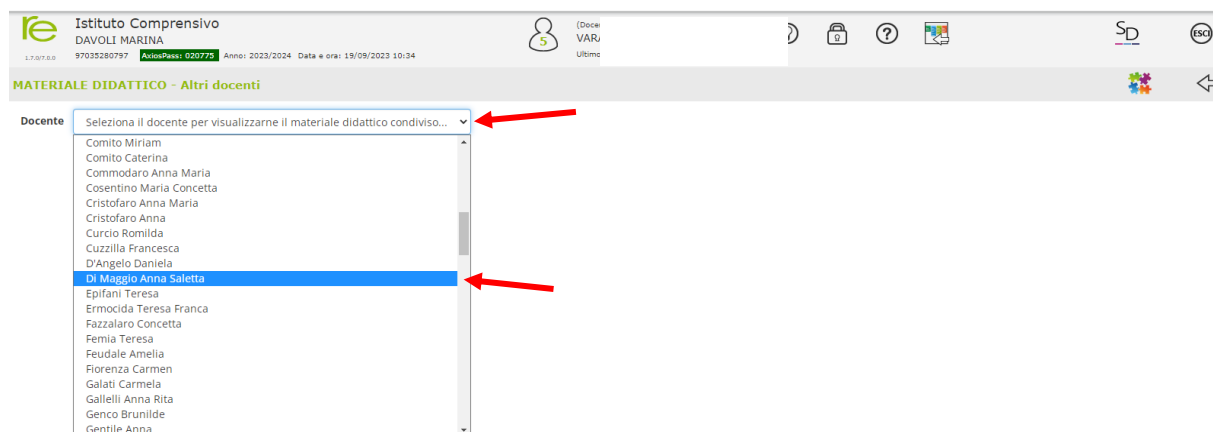 re
Istituto Comprensivo
DAVOLI MARINA
1.7.0/7.0.0 97035280797 AxiosPass: 020775 Anno: 2023/2024 Data e ora: 19/09/2023 10:34
5
(Doce
VARA
Ultimo
?
SD
ESCI
MATERIALE DIDATTICO - Altri docenti
Docente
Seleziona il docente per visualizzarne il materiale didattico condiviso...
Comito Miriam
Comito Caterina
Commodaro Anna Maria
Cosentino Maria Concetta
Cristofaro Anna Maria
Cristofaro Anna
Curcio Romilda
Cuzzilla Francesca
D'Angelo Daniela
Di Maggio Anna Saletta
Epifani Teresa
Ermocida Teresa Franca
Fazzalaro Concetta
Femia Teresa
Feudale Amelia
Fiorenza Carmen
Galati Carmela
Gallelli Anna Rita
Genco Brunilde
Gentile Anna